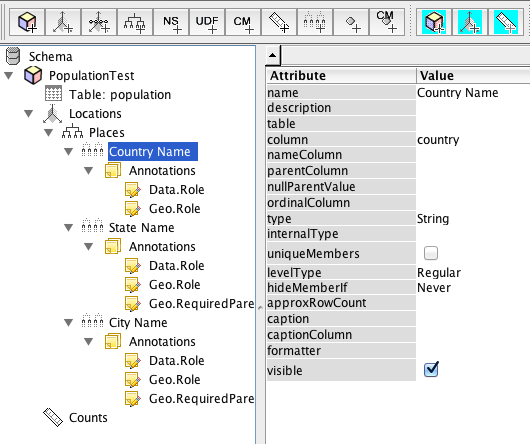 NS UDF CM CM
Schema
PopulationTest
Table: population
Locations
Places
Country Name
Annotations
Data.Role
Geo.Role
State Name
Annotations
Data.Role
Geo.Role
Geo.RequiredPare
City Name
Annotations
Data.Role
Geo.Role
Geo.RequiredPare
Counts
Attribute Value
name Country Name
description
table
column country
nameColumn
parentColumn
nullParentValue
ordinalColumn
type String
internalType
uniqueMembers
levelType Regular
hideMemberIf Never
approxRowCount
caption
captionColumn
formatter
visible